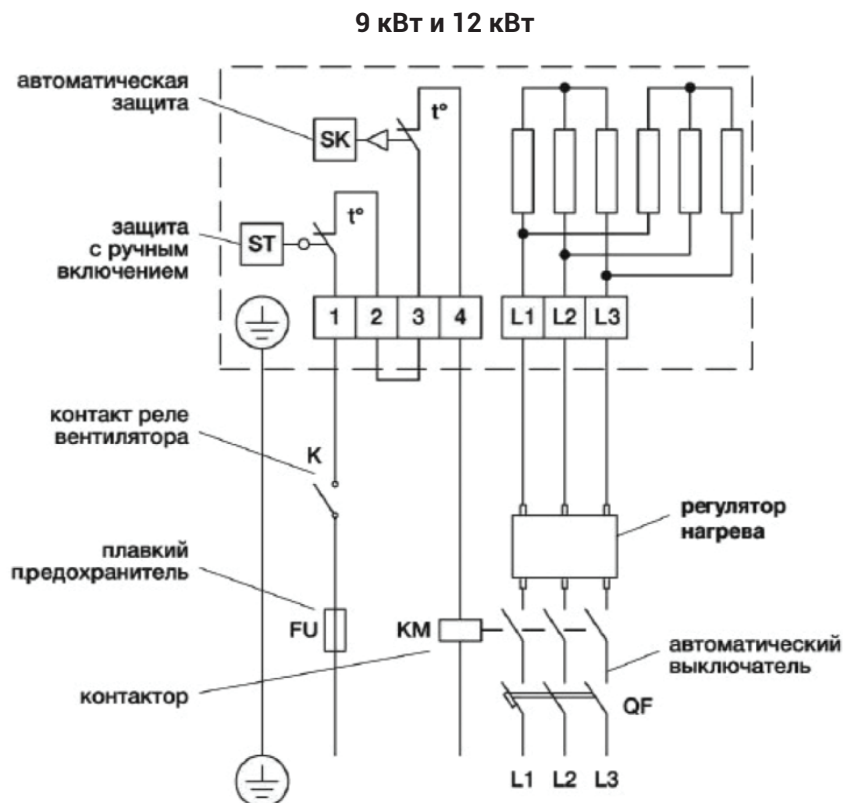 9 кВт и 12 кВт
автоматическая
защита
SK
t°
защита
с ручным
включением
ST
t°
1 2 3 4 L1 L2 L3
контакт реле
вентилятора
K
регулятор
нагрева
плавкий
предохранитель
FU
KM
автоматический
выключатель
контактор
QF
L1 L2 L3